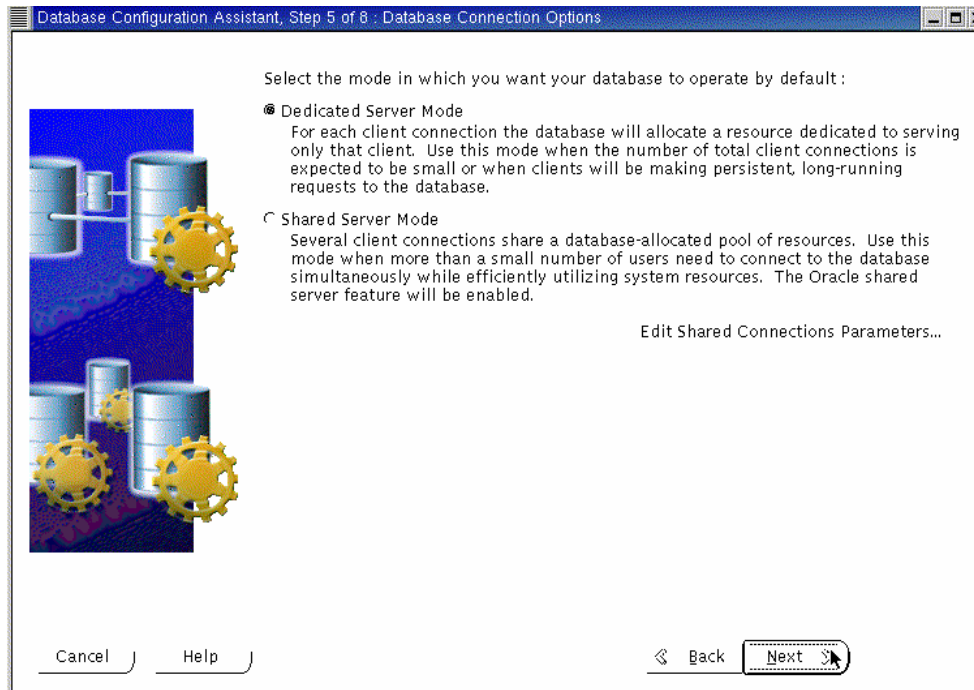 Database Configuration Assistant, Step 5 of 8 : Database Connection Options
Select the mode in which you want your database to operate by default :
Dedicated Server Mode
For each client connection the database will allocate a resource dedicated to serving
only that client.  Use this mode when the number of total client connections is
expected to be small or when clients will be making persistent, long-running
requests to the database.
Shared Server Mode
Several client connections share a database-allocated pool of resources.  Use this
mode when more than a small number of users need to connect to the database
simultaneously while efficiently utilizing system resources.  The Oracle shared
server feature will be enabled.
Edit Shared Connections Parameters...
Cancel
Help
Back
Next